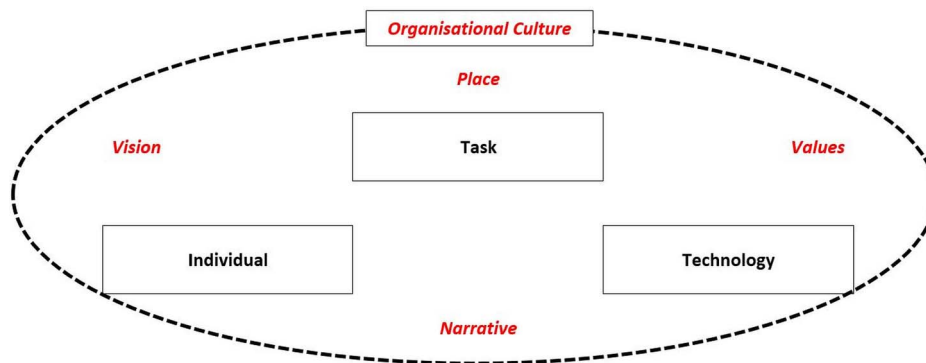 Organisational Culture
Place
Vision
Task
Values
Individual
Technology
Narrative